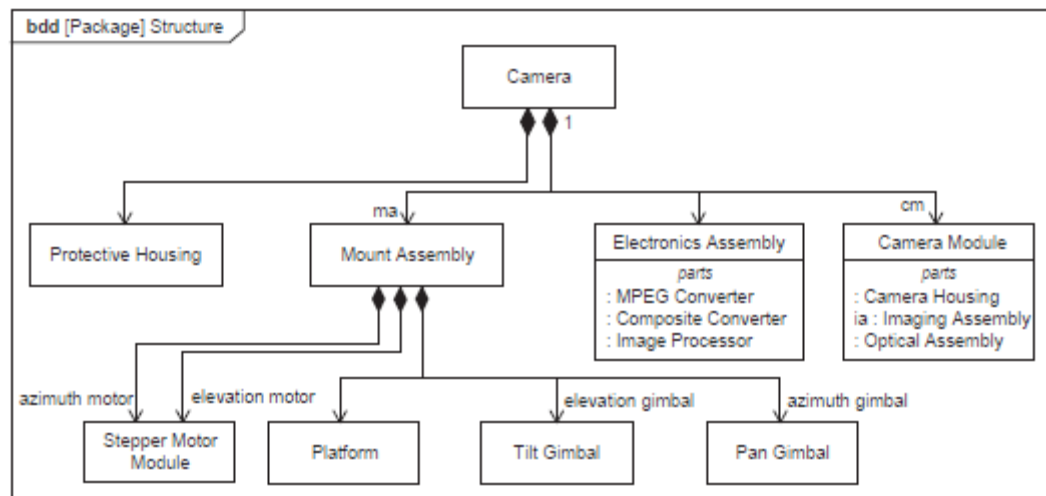 bdd [Package] Structure
Camera
1
ma
cm
Protective Housing
Mount Assembly
Electronics Assembly
parts
: MPEG Converter
: Composite Converter
: Image Processor
Camera Module
parts
: Camera Housing
ia : Imaging Assembly
: Optical Assembly
azimuth motor
elevation motor
elevation gimbal
azimuth gimbal
Stepper Motor
Module
Platform
Tilt Gimbal
Pan Gimbal